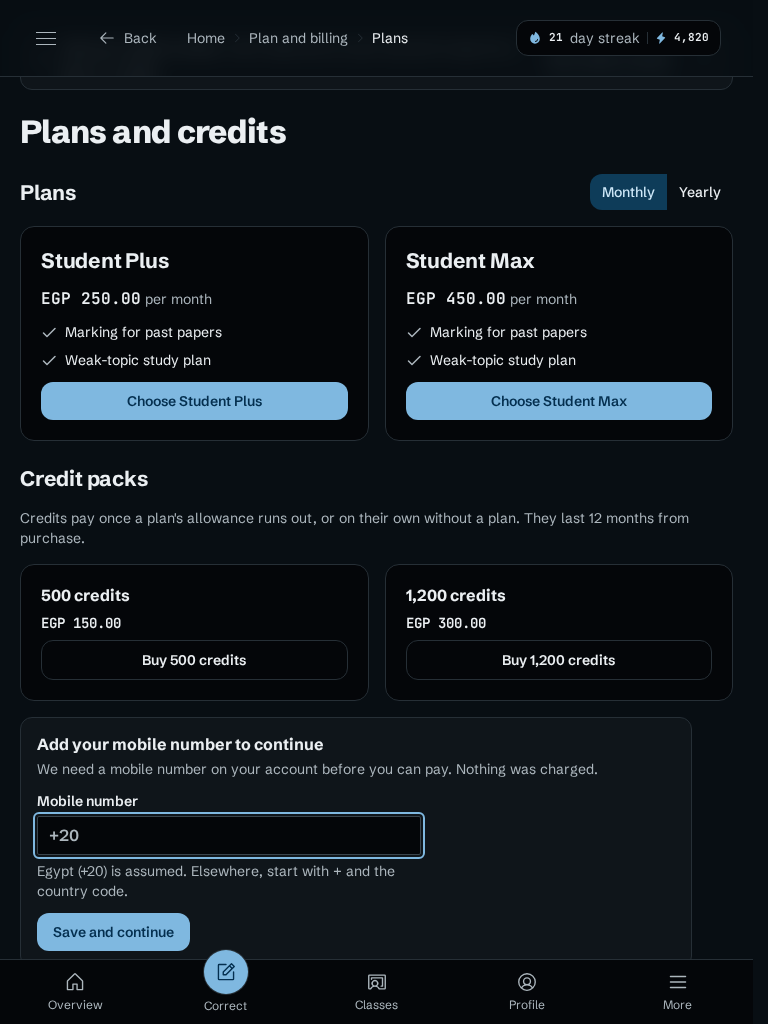 Back Home Plan and billing Plans 21 day streak 4,820
Plans and credits
Plans Monthly Yearly
Student Plus
EGP 250.00 per month
Marking for past papers
Weak-topic study plan
Choose Student Plus
Student Max
EGP 450.00 per month
Marking for past papers
Weak-topic study plan
Choose Student Max
Credit packs
Credits pay once a plan's allowance runs out, or on their own without a plan. They last 12 months from
purchase.
500 credits
EGP 150.00
Buy 500 credits
1,200 credits
EGP 300.00
Buy 1,200 credits
Add your mobile number to continue
We need a mobile number on your account before you can pay. Nothing was charged.
Mobile number
+20
Egypt (+20) is assumed. Elsewhere, start with + and the
country code.
Save and continue
Overview Correct Classes Profile More